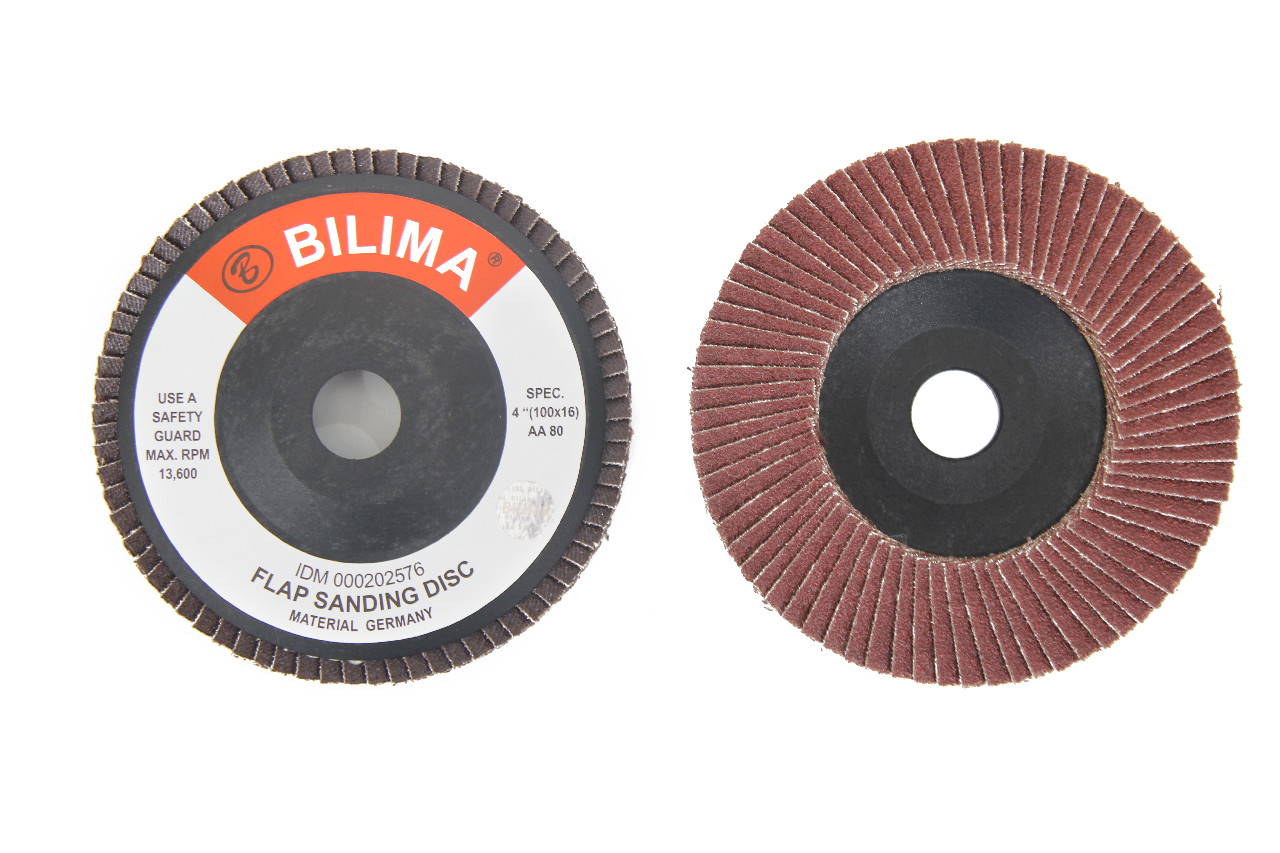 BILIMA ®
B
USE A
SAFETY
GUARD
MAX. RPM
13,600
SPEC.
4 “(100x16)
AA 80
IDM 000202576
FLAP SANDING DISC
MATERIAL GERMANY